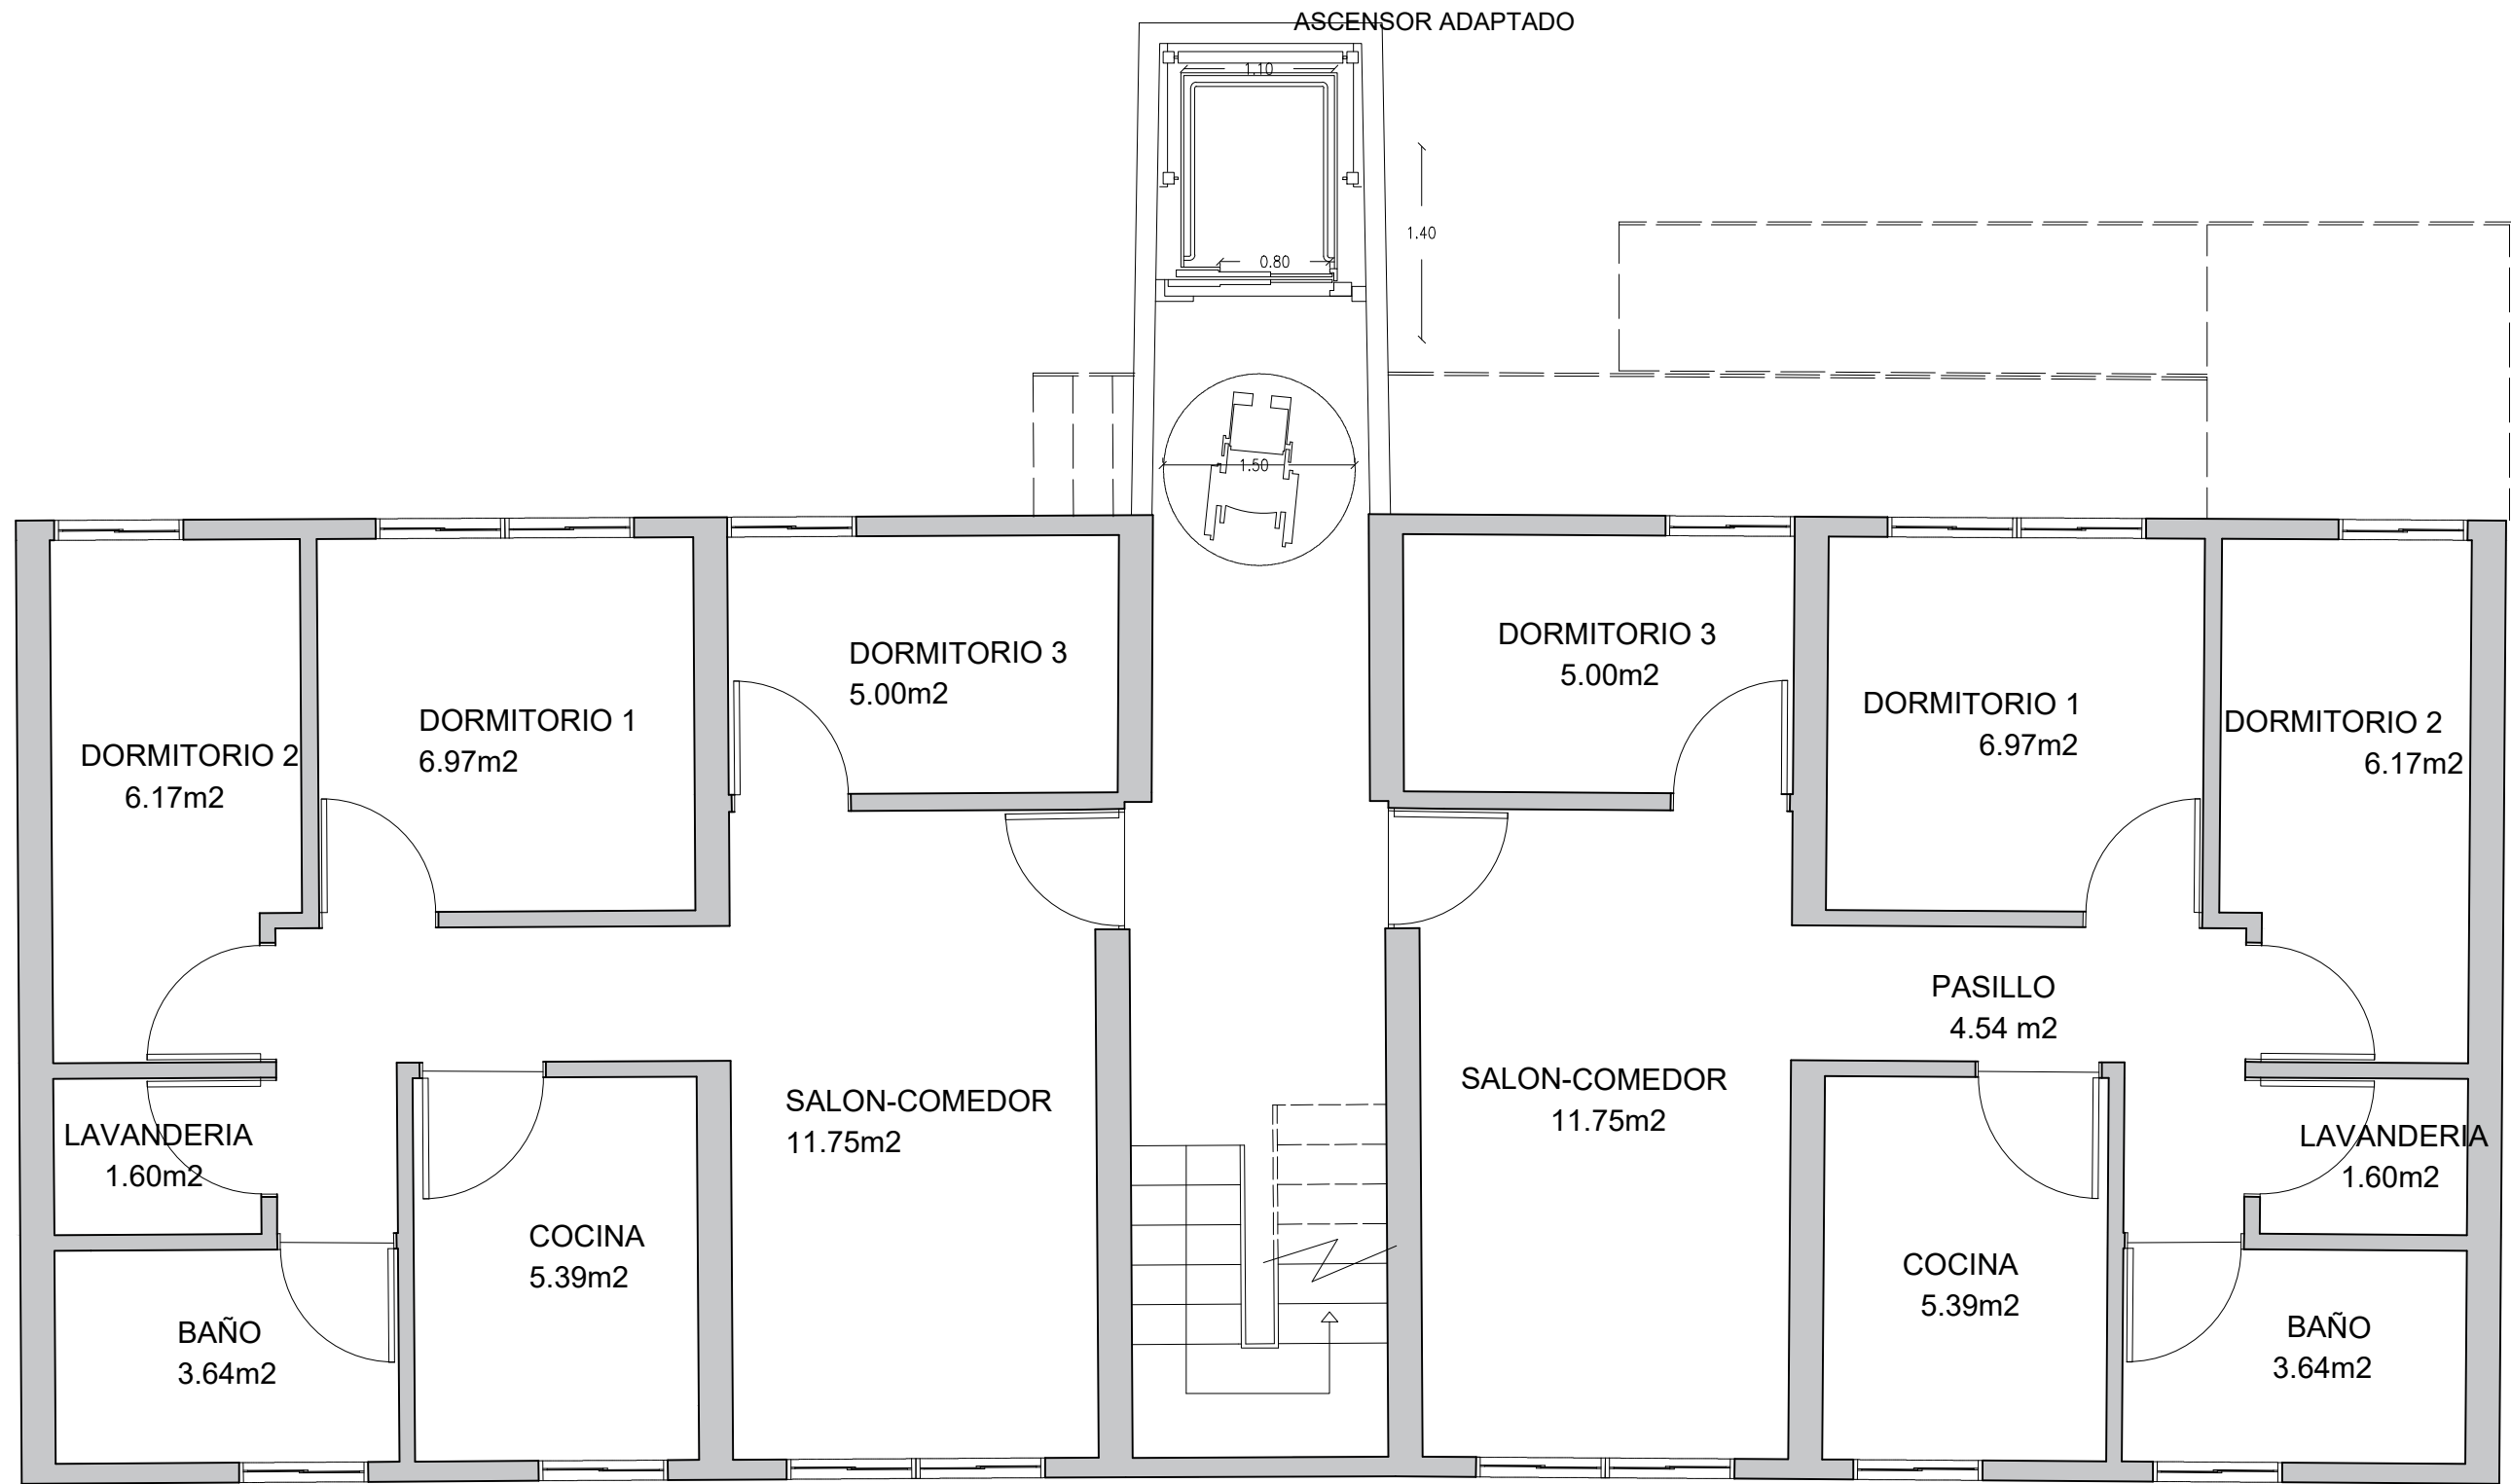 ASCENSOR ADAPTADO
1.10
1.40
0.80
1.50
DORMITORIO 2
6.17m2
DORMITORIO 1
6.97m2
DORMITORIO 3
5.00m2
DORMITORIO 3
5.00m2
DORMITORIO 1
6.97m2
DORMITORIO 2
6.17m2
PASILLO
4.54 m2
LAVANDERIA
1.60m2
SALON-COMEDOR
11.75m2
SALON-COMEDOR
11.75m2
LAVANDERIA
1.60m2
COCINA
5.39m2
COCINA
5.39m2
BAÑO
3.64m2
BAÑO
3.64m2